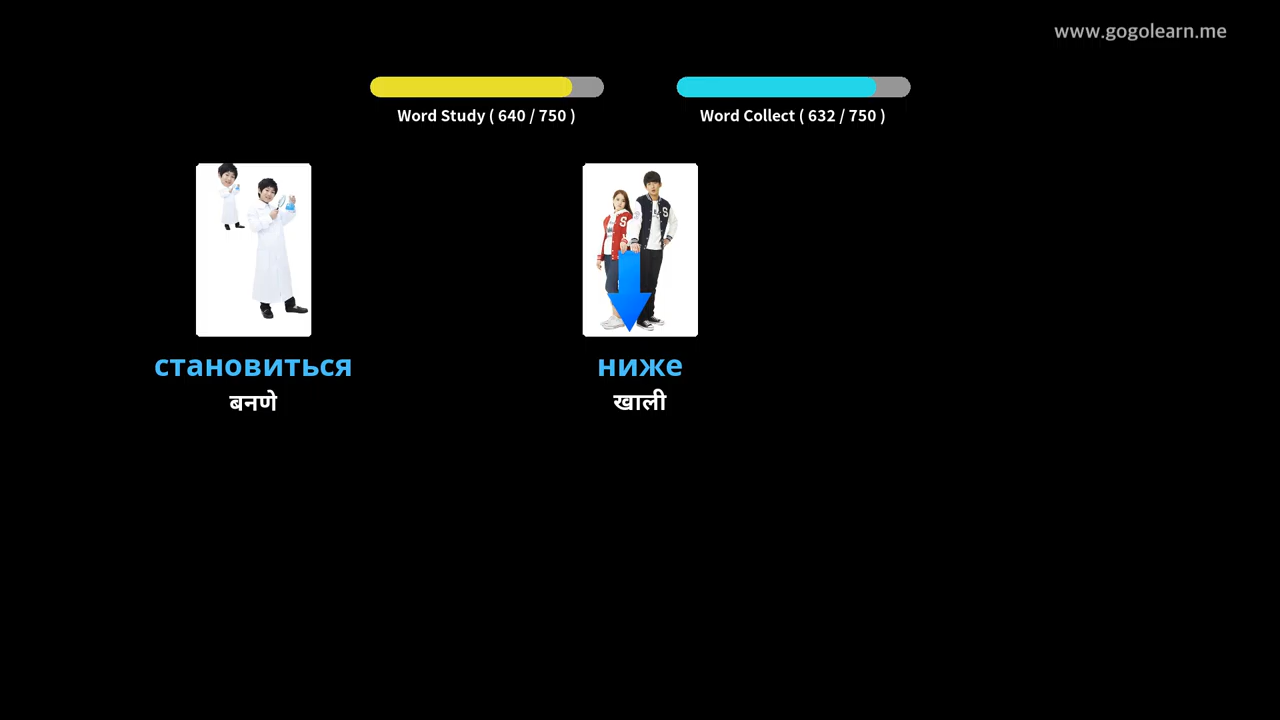 www.gogolearn.me
Word Study ( 640 / 750 )
Word Collect ( 632 / 750 )
становиться
बनणे
ниже
खाली